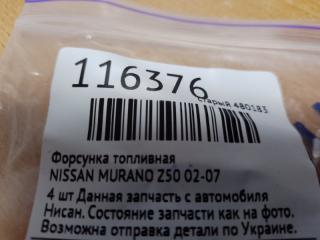 116376
старый 480183
Форсунка топливная
NISSAN MURANO Z50 02-07
4 шт Данная запчасть с автомобиля
Нисан. Состояние запчасти как на фото.
Возможна отправка детали по Украине.